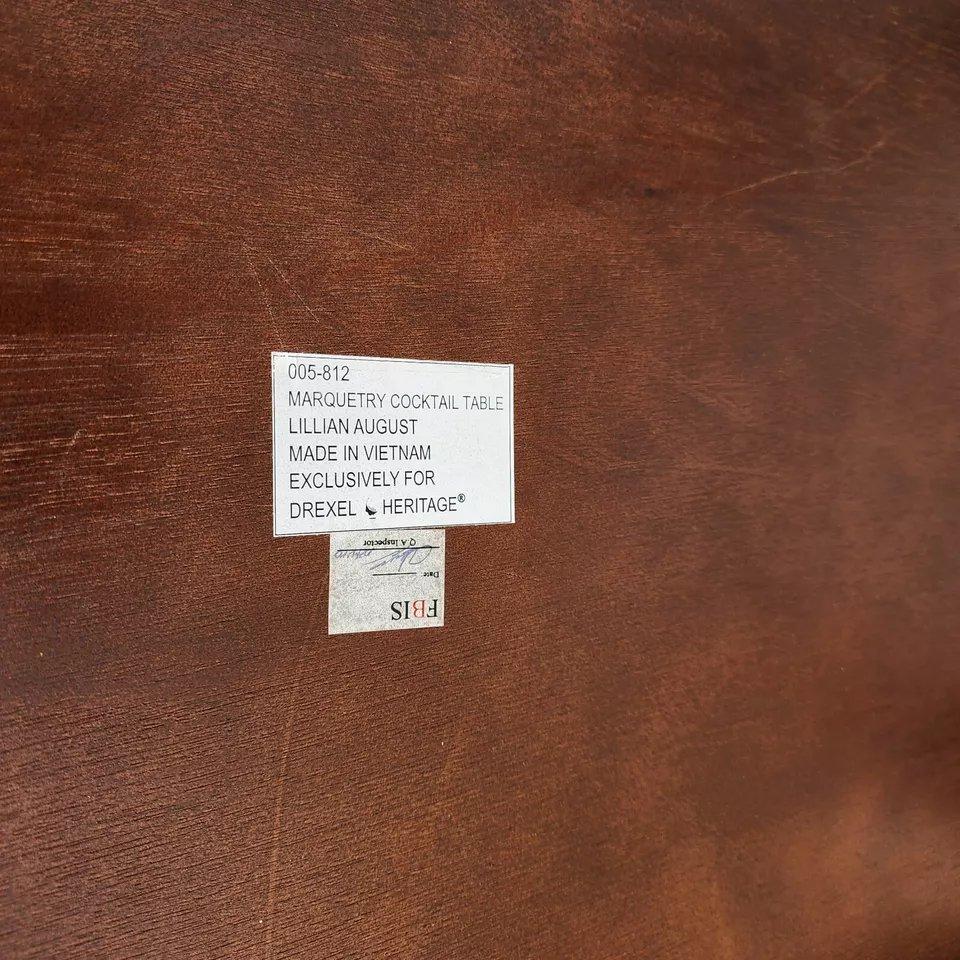 005-812
MARQUETRY COCKTAIL TABLE
LILLIAN AUGUST
MADE IN VIETNAM
EXCLUSIVELY FOR
DREXEL HERITAGE®
FBIS
Date:
Q A Inspector